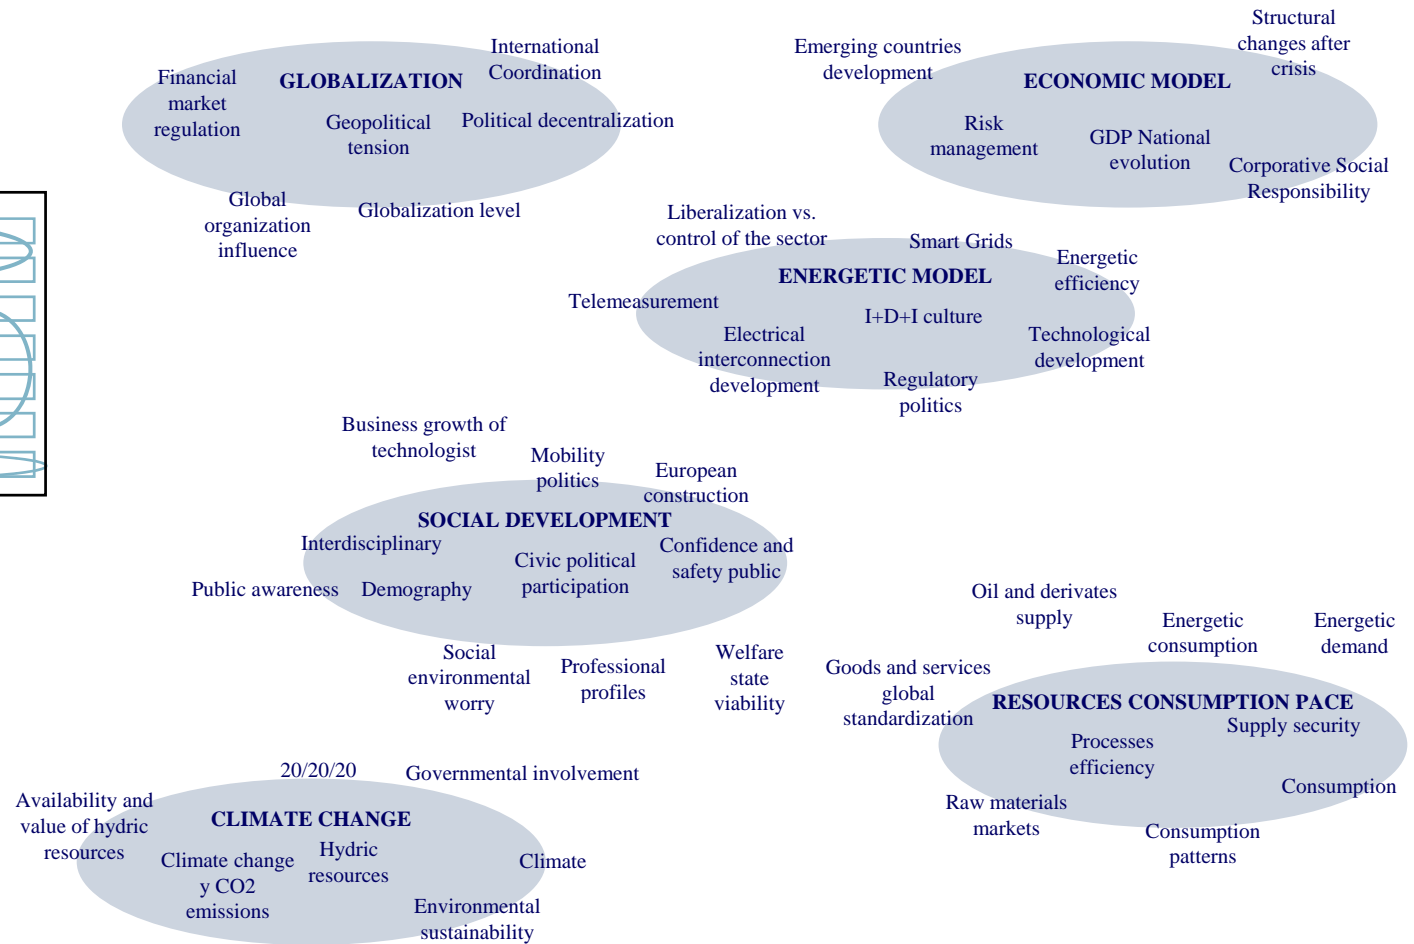 GLOBALIZATION
International
Coordination
Financial
market
regulation
Geopolitical
tension
Political decentralization
Global
organization
influence
Globalization level
ECONOMIC MODEL
Emerging countries
development
Structural
changes after
crisis
Risk
management
GDP National
evolution
Corporative Social
Responsibility
ENERGETIC MODEL
Liberalization vs.
control of the sector
Smart Grids
Energetic
efficiency
Telemeasurement
I+D+I culture
Electrical
interconnection
development
Technological
development
Regulatory
politics
SOCIAL DEVELOPMENT
Business growth of
technologist
Mobility
politics
European
construction
Interdisciplinary
Civic political
participation
Confidence and
safety public
Public awareness
Demography
Social
environmental
worry
Professional
profiles
Welfare
state
viability
RESOURCES CONSUMPTION PACE
Oil and derivates
supply
Energetic
consumption
Energetic
demand
Goods and services
global
standardization
Supply security
Processes
efficiency
Consumption
Raw materials
markets
Consumption
patterns
CLIMATE CHANGE
20/20/20
Governmental involvement
Availability and
value of hydric
resources
Climate change
y CO2
emissions
Hydric
resources
Climate
Environmental
sustainability